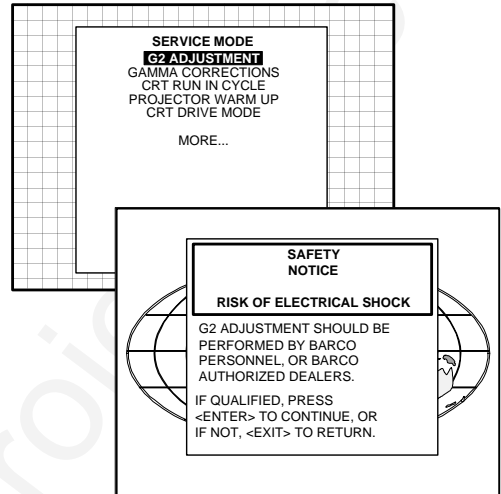 SERVICE MODE
G2 ADJUSTMENT
GAMMA CORRECTIONS
CRT RUN IN CYCLE
PROJECTOR WARM UP
CRT DRIVE MODE
MORE...
SAFETY
NOTICE
RISK OF ELECTRICAL SHOCK
G2 ADJUSTMENT SHOULD BE
PERFORMED BY BARCO
PERSONNEL, OR BARCO
AUTHORIZED DEALERS.
IF QUALIFIED, PRESS
<ENTER> TO CONTINUE, OR
IF NOT, <EXIT> TO RETURN.